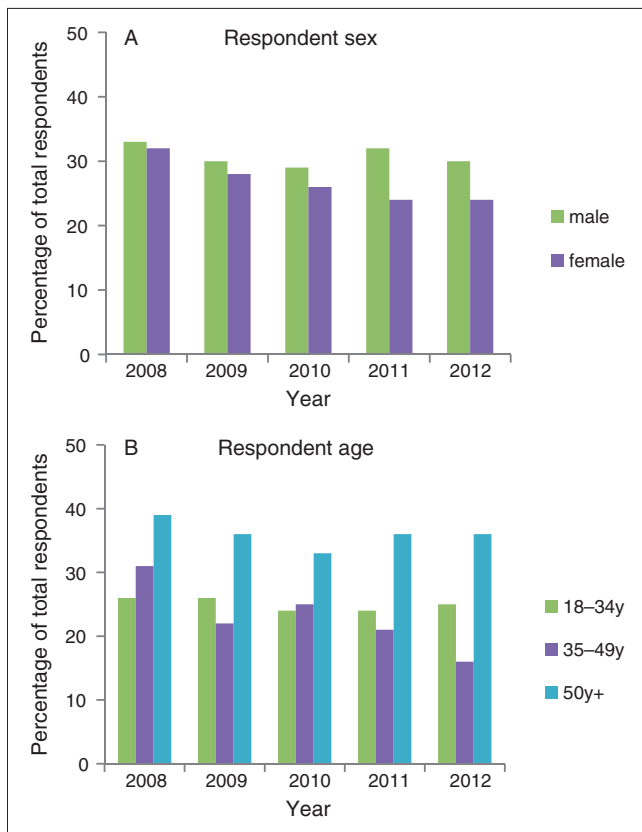 A Respondent sex
50
40
30
20
10
0
Percentage of total respondents
2008 2009 2010 2011 2012
Year
male
female
B Respondent age
50
40
30
20
10
0
Percentage of total respondents
2008 2009 2010 2011 2012
Year
18–34y
35–49y
50y+